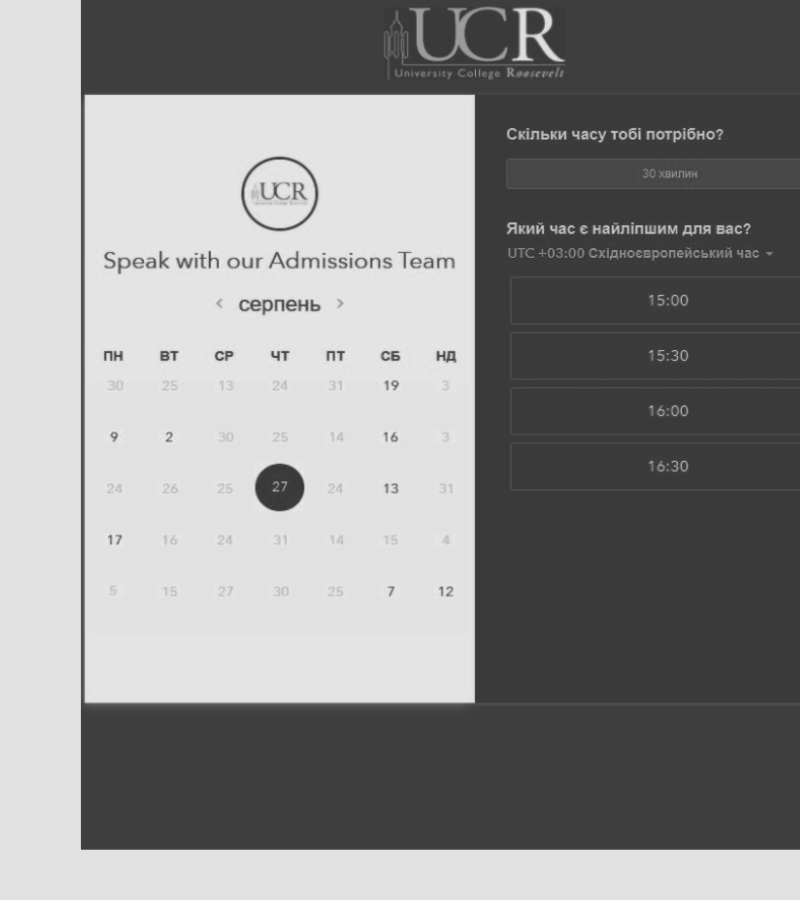 UCR
University College Roosevelt
UCR
Speak with our Admissions Team
‹ серпень ›
ПН ВТ СР ЧТ ПТ СБ НД
30 25 13 24 31 19 3
9 2 30 25 14 16 3
24 26 25 27 24 13 31
17 16 24 31 14 15 4
5 15 27 30 25 7 12
Скільки часу тобі потрібно?
30 хвилин
Який час є найліпшим для вас?
UTC +03:00 Східноєвропейський час
15:00
15:30
16:00
16:30